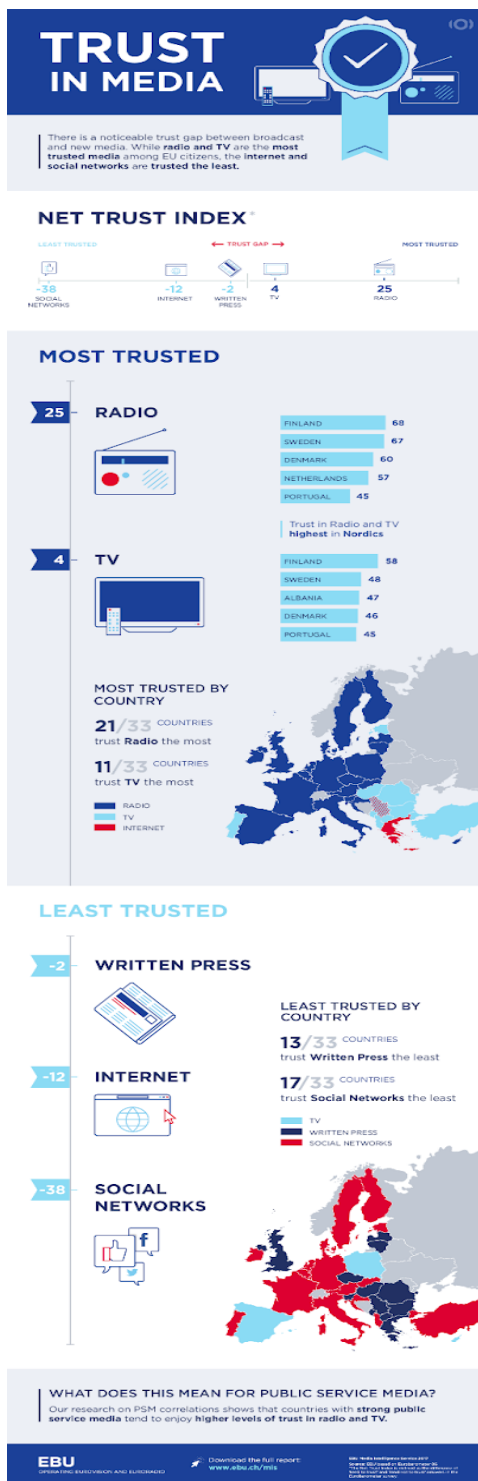 TRUST
IN MEDIA
There is a noticeable trust gap between broadcast
and new media. While radio and TV are the most
trusted media among EU citizens, the internet and
social networks are trusted the least.
NET TRUST INDEX*
LEAST TRUSTED
← TRUST GAP →
MOST TRUSTED
-38
SOCIAL
NETWORKS
-12
INTERNET
-2
WRITTEN
PRESS
4
TV
25
RADIO
MOST TRUSTED
25 RADIO
FINLAND 68
SWEDEN 67
DENMARK 60
NETHERLANDS 57
PORTUGAL 45
Trust in Radio and TV
highest in Nordics
4 TV
FINLAND 58
SWEDEN 48
ALBANIA 47
DENMARK 46
PORTUGAL 45
MOST TRUSTED BY
COUNTRY
21/33 COUNTRIES
trust Radio the most
11/33 COUNTRIES
trust TV the most
RADIO
TV
INTERNET
LEAST TRUSTED
-2 WRITTEN PRESS
LEAST TRUSTED BY
COUNTRY
13/33 COUNTRIES
trust Written Press the least
17/33 COUNTRIES
trust Social Networks the least
TV
WRITTEN PRESS
SOCIAL NETWORKS
-12 INTERNET
-38 SOCIAL
NETWORKS
WHAT DOES THIS MEAN FOR PUBLIC SERVICE MEDIA?
Our research on PSM correlations shows that countries with strong public
service media tend to enjoy higher levels of trust in radio and TV.
EBU
OPERATING EUROVISION AND EURORADIO
Download the full report:
www.ebu.ch/mis